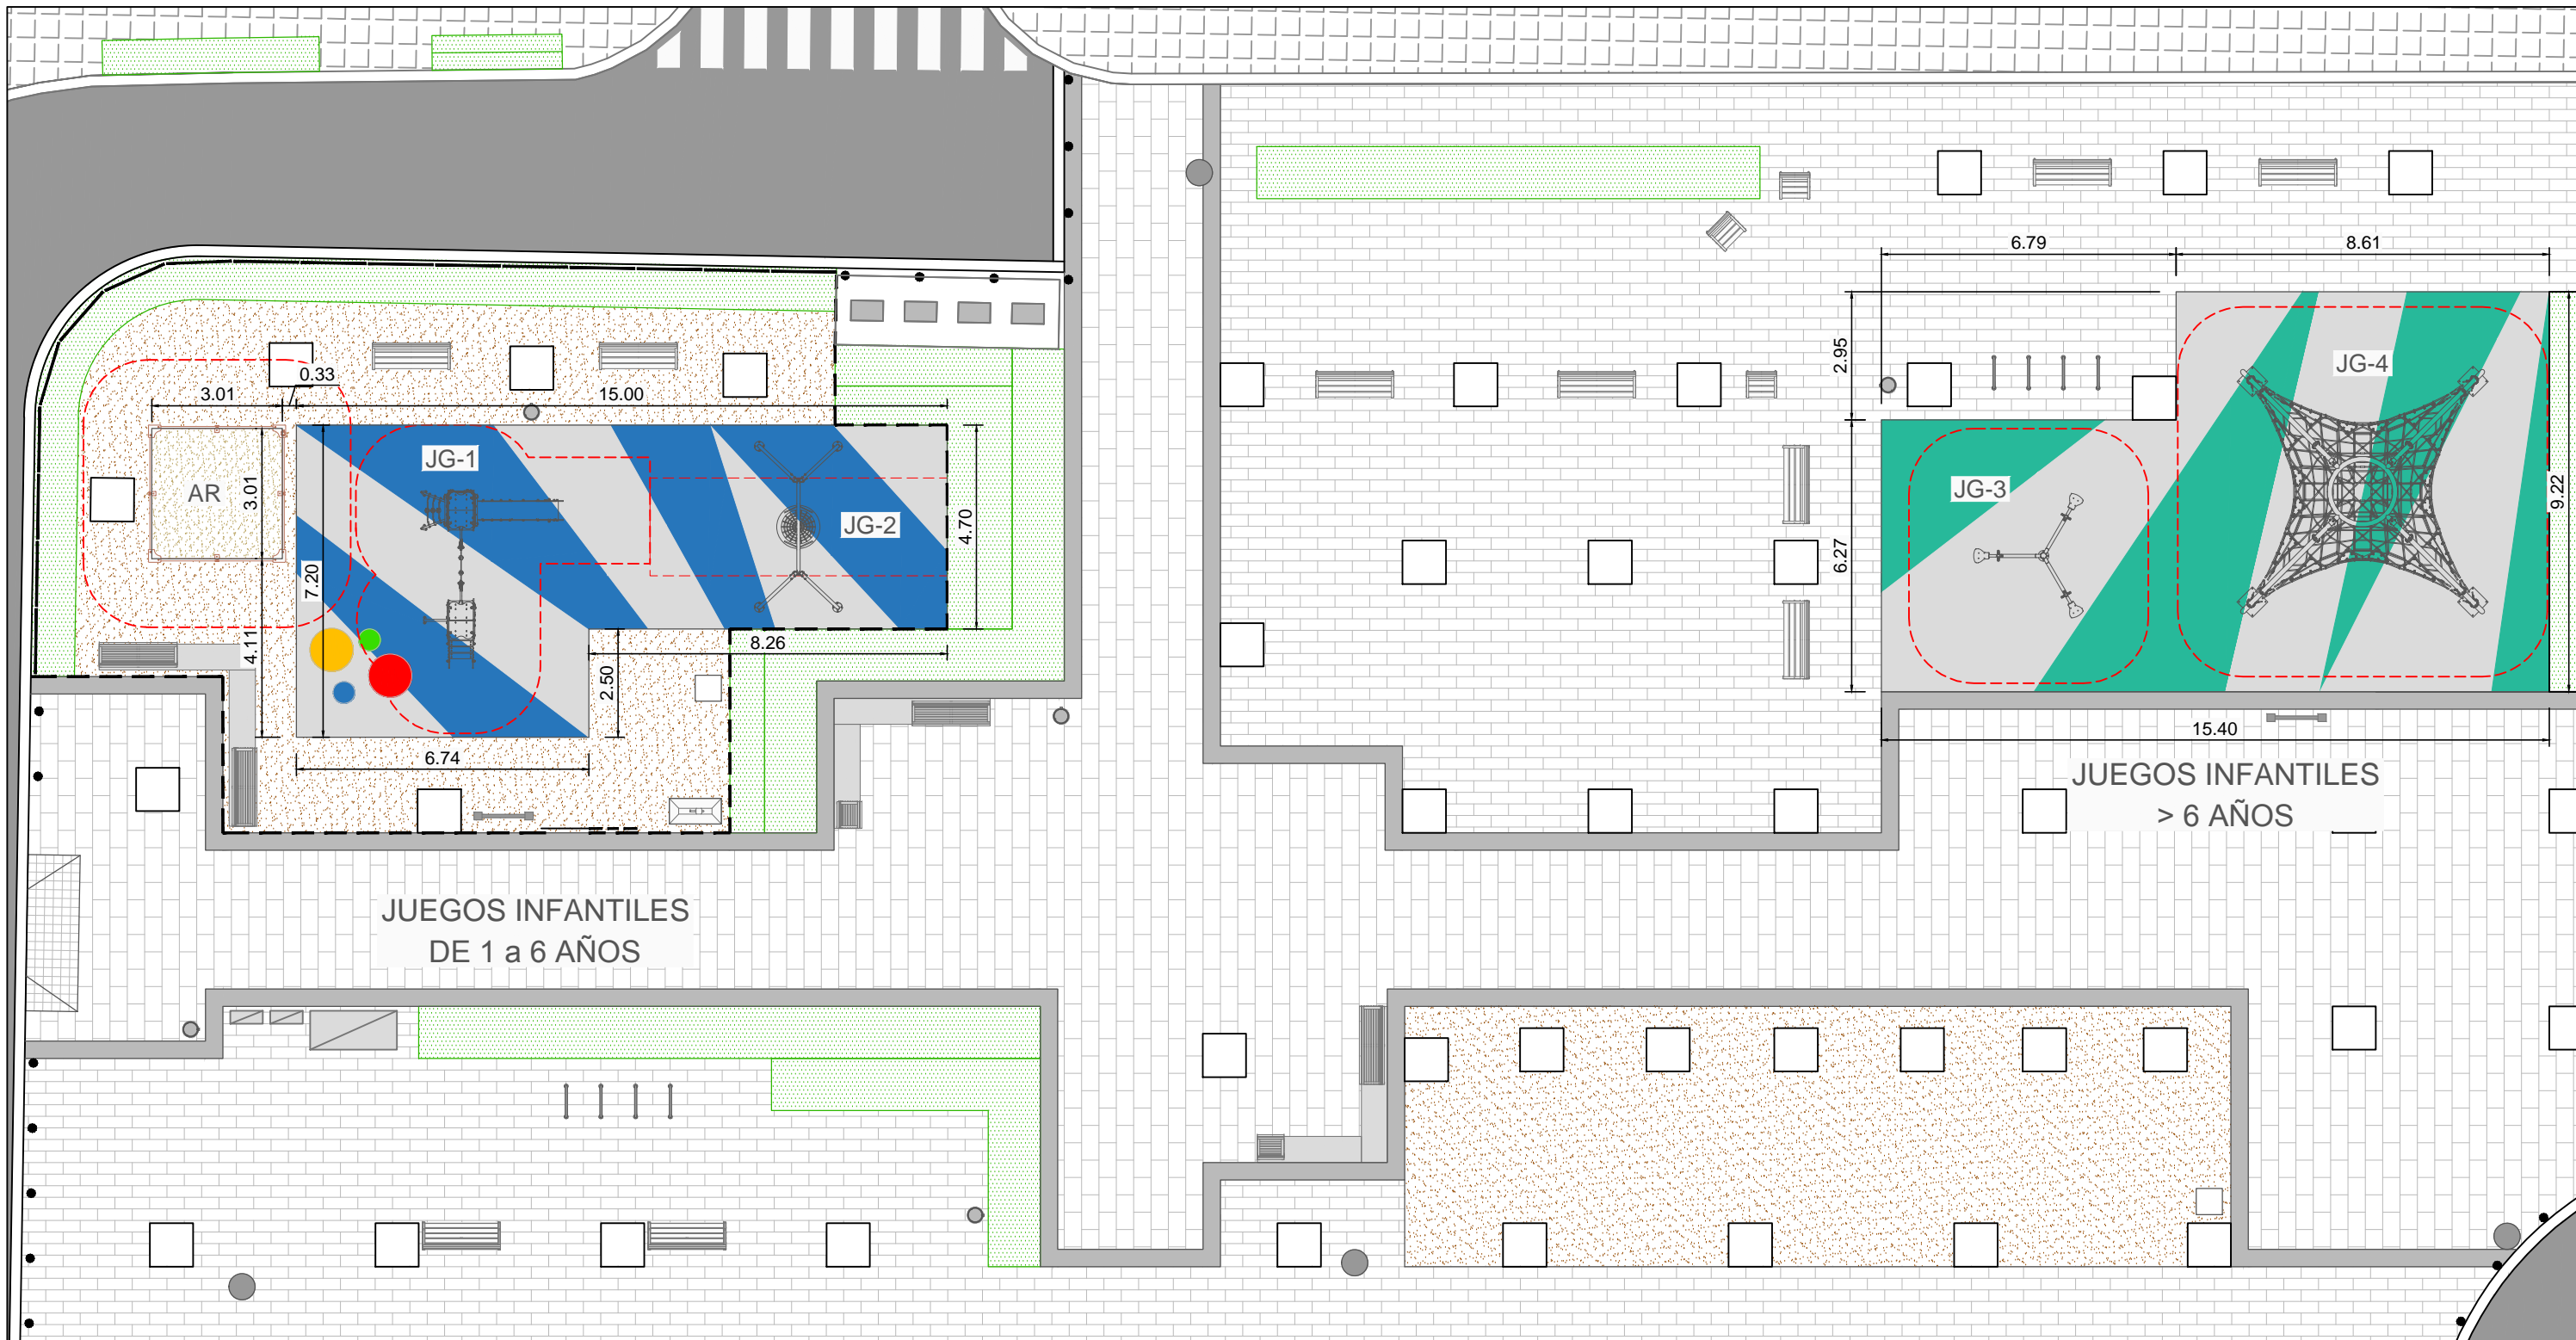 6.79
8.61
2.95
JG-4
0.33
3.01
15.00
JG-1
AR
3.01
JG-3
9.22
JG-2
4.70
6.27
7.20
4.11
8.26
2.50
15.40
6.74
JUEGOS INFANTILES
> 6 AÑOS
JUEGOS INFANTILES
DE 1 a 6 AÑOS